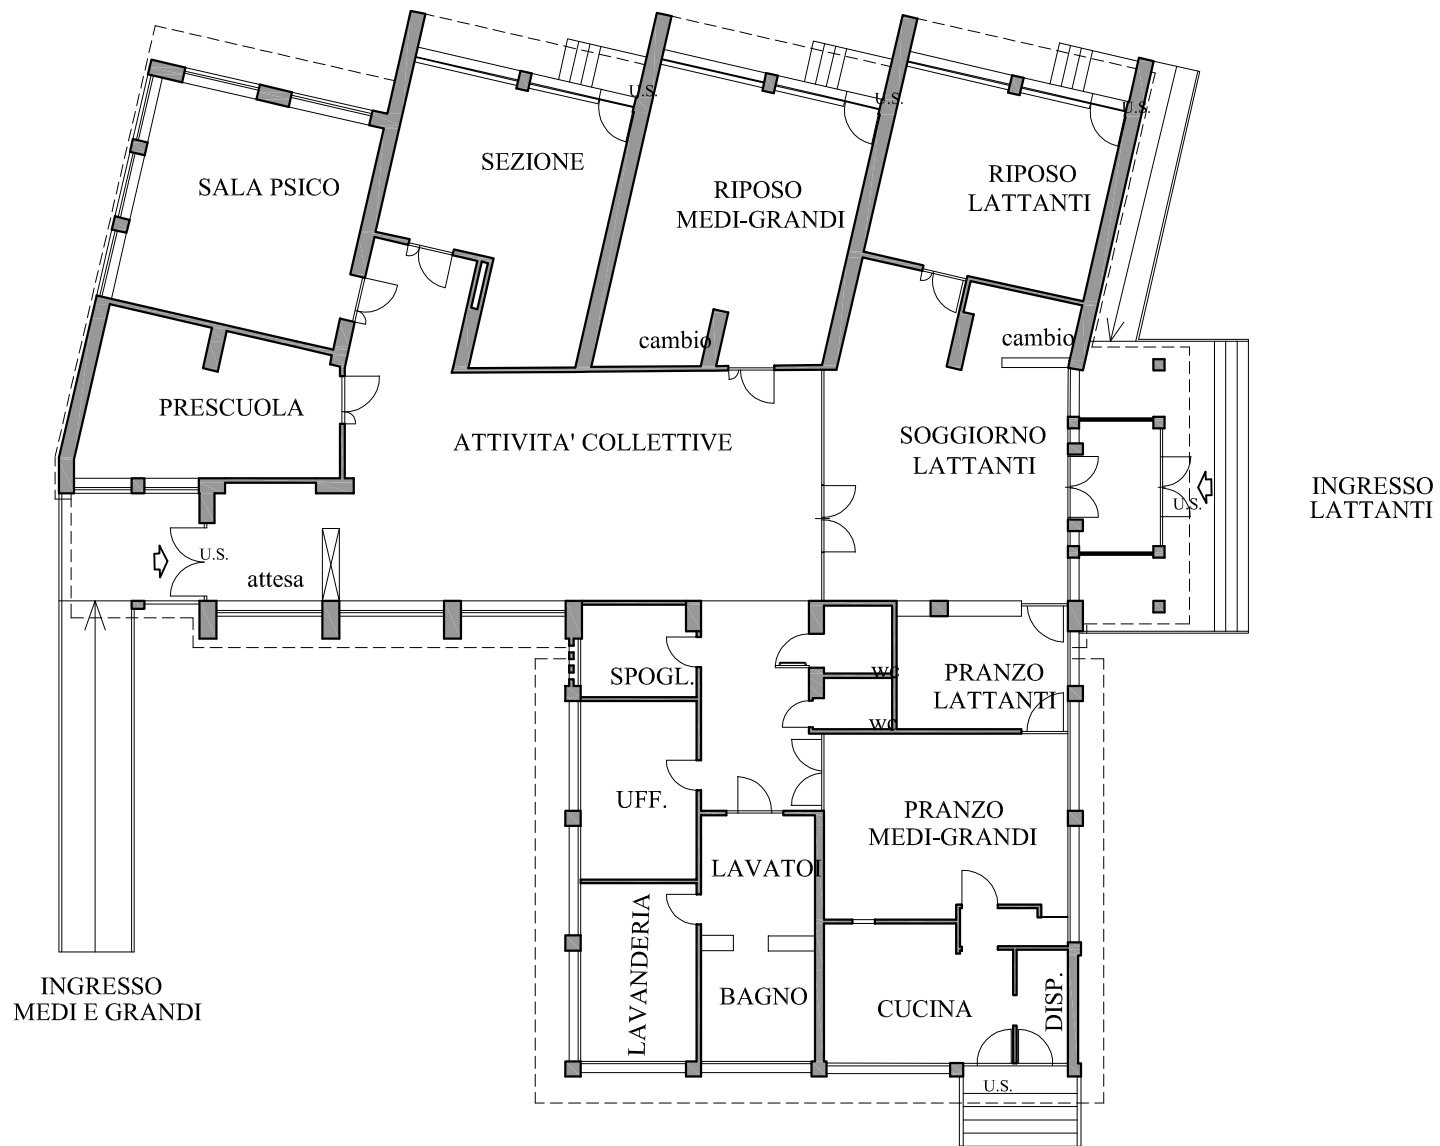 U.S.
U.S.
U.S.
SEZIONE
SALA PSICO
RIPOSO
MEDI-GRANDI
RIPOSO
LATTANTI
cambio
cambio
PRESCUOLA
ATTIVITA' COLLETTIVE
SOGGIORNO
LATTANTI
INGRESSO
LATTANTI
U.S.
U.S.
attesa
SPOGL.
wc
PRANZO
LATTANTI
wc
UFF.
PRANZO
MEDI-GRANDI
LAVATOI
LAVANDERIA
BAGNO
CUCINA
DISP.
INGRESSO
MEDI E GRANDI
U.S.